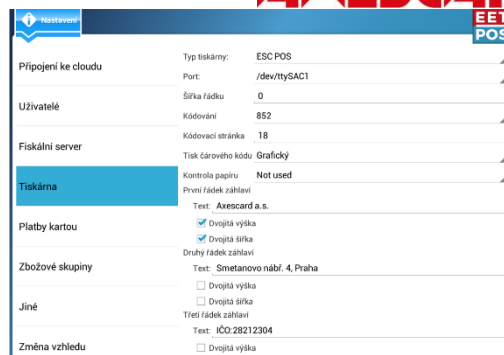 EET
POS
Nastavení
Připojení ke cloudu
Uživatelé
Fiskální server
Tiskárna
Platby kartou
Zbožové skupiny
Jiné
Změna vzhledu
Typ tiskárny: ESC POS
Port: /dev/ttySAC1
Šířka řádku 0
Kódování 852
Kódovací stránka 18
Tisk čárového kódu Grafický
Kontrola papíru Not used
První řádek záhlaví
Text: Axescard a.s.
Dvojitá výška
Dvojitá šířka
Druhý řádek záhlaví
Text: Smetanovo nábř. 4, Praha
Dvojitá výška
Dvojitá šířka
Třetí řádek záhlaví
Text: IČO:28212304
Dvojitá výška